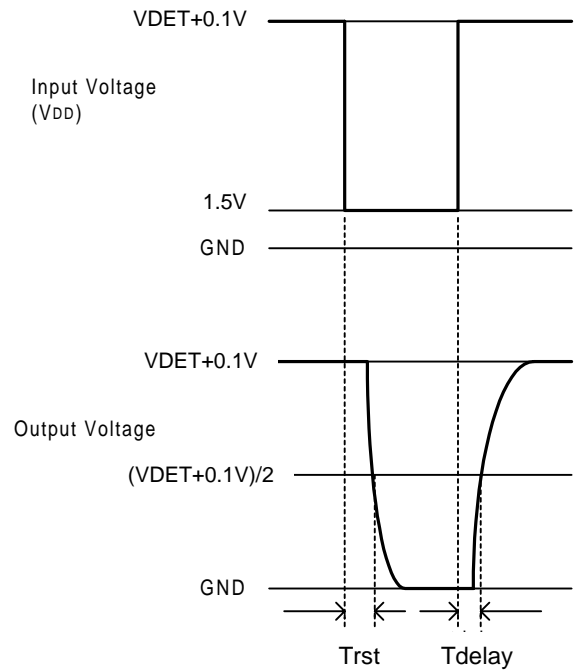 VDET+0.1V
Input Voltage
(VDD)
1.5V
GND
VDET+0.1V
Output Voltage
(VDET+0.1V)/2
GND
Trst Tdelay